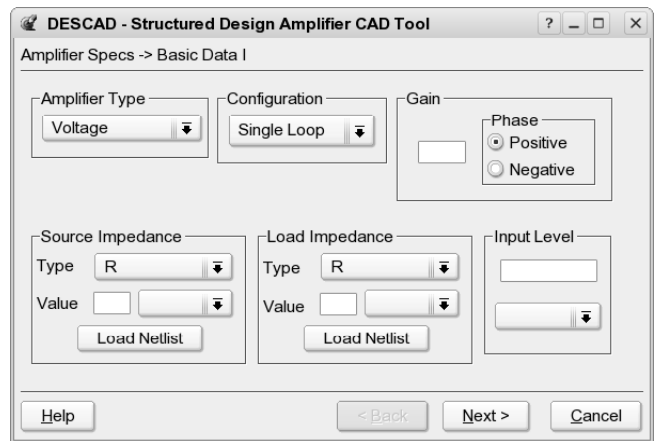 DESCAD - Structured Design Amplifier CAD Tool
Amplifier Specs -> Basic Data I
Amplifier Type
Voltage
Configuration
Single Loop
Gain
Phase
Positive
Negative
Source Impedance
Type R
Value
Load Netlist
Load Impedance
Type R
Value
Load Netlist
Input Level
Help
< Back
Next >
Cancel